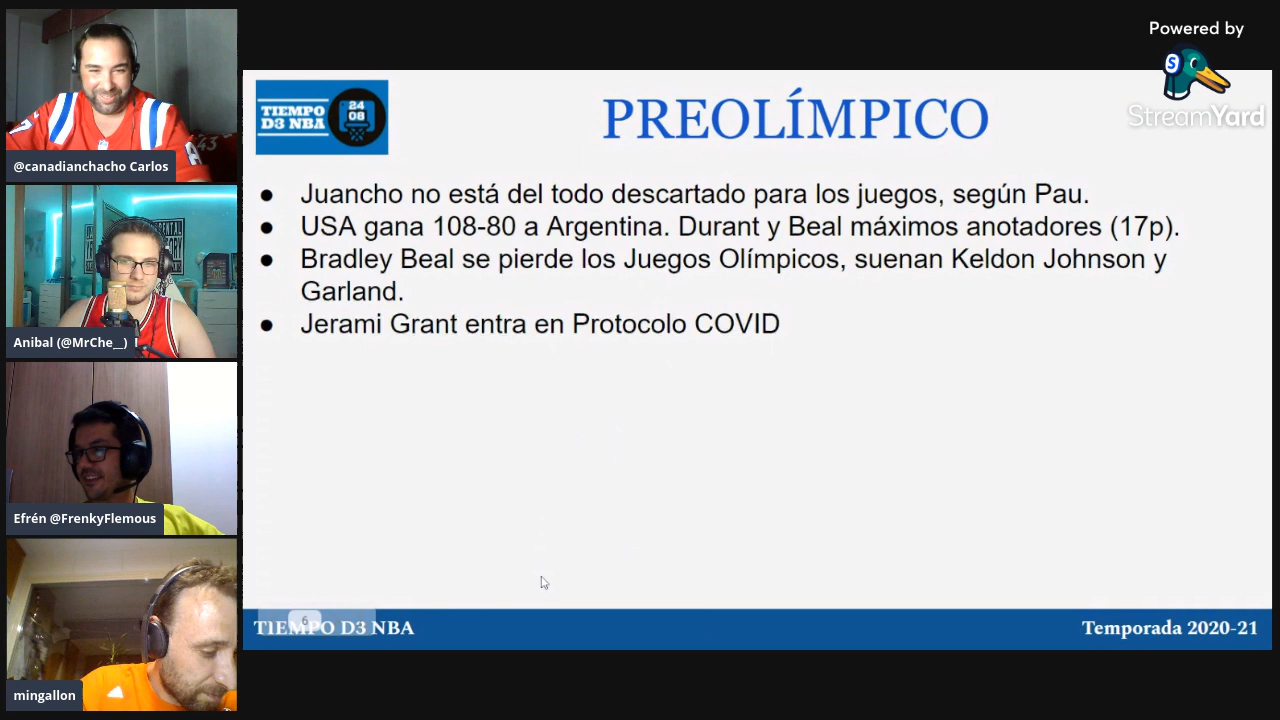 Powered by
S
StreamYard
TIEMPO
D3 NBA
24
08
PREOLÍMPICO
● Juancho no está del todo descartado para los juegos, según Pau.
● USA gana 108-80 a Argentina. Durant y Beal máximos anotadores (17p).
● Bradley Beal se pierde los Juegos Olímpicos, suenan Keldon Johnson y
Garland.
● Jerami Grant entra en Protocolo COVID
6
TIEMPO D3 NBA
Temporada 2020-21
@canadianchacho Carlos
43
Anibal (@MrChe__)
Efrén @FrenkyFlemous
mingallon